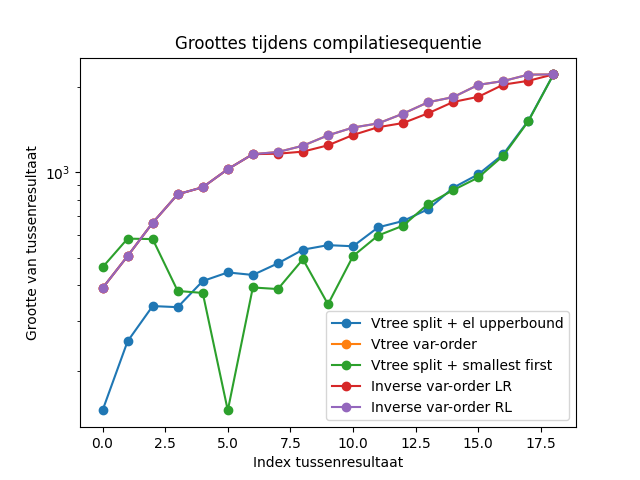 Groottes tijdens compilatiesequentie
Grootte van tussenresultaat
10³
Vtree split + el upperbound
Vtree var-order
Vtree split + smallest first
Inverse var-order LR
Inverse var-order RL
0.0 2.5 5.0 7.5 10.0 12.5 15.0 17.5
Index tussenresultaat